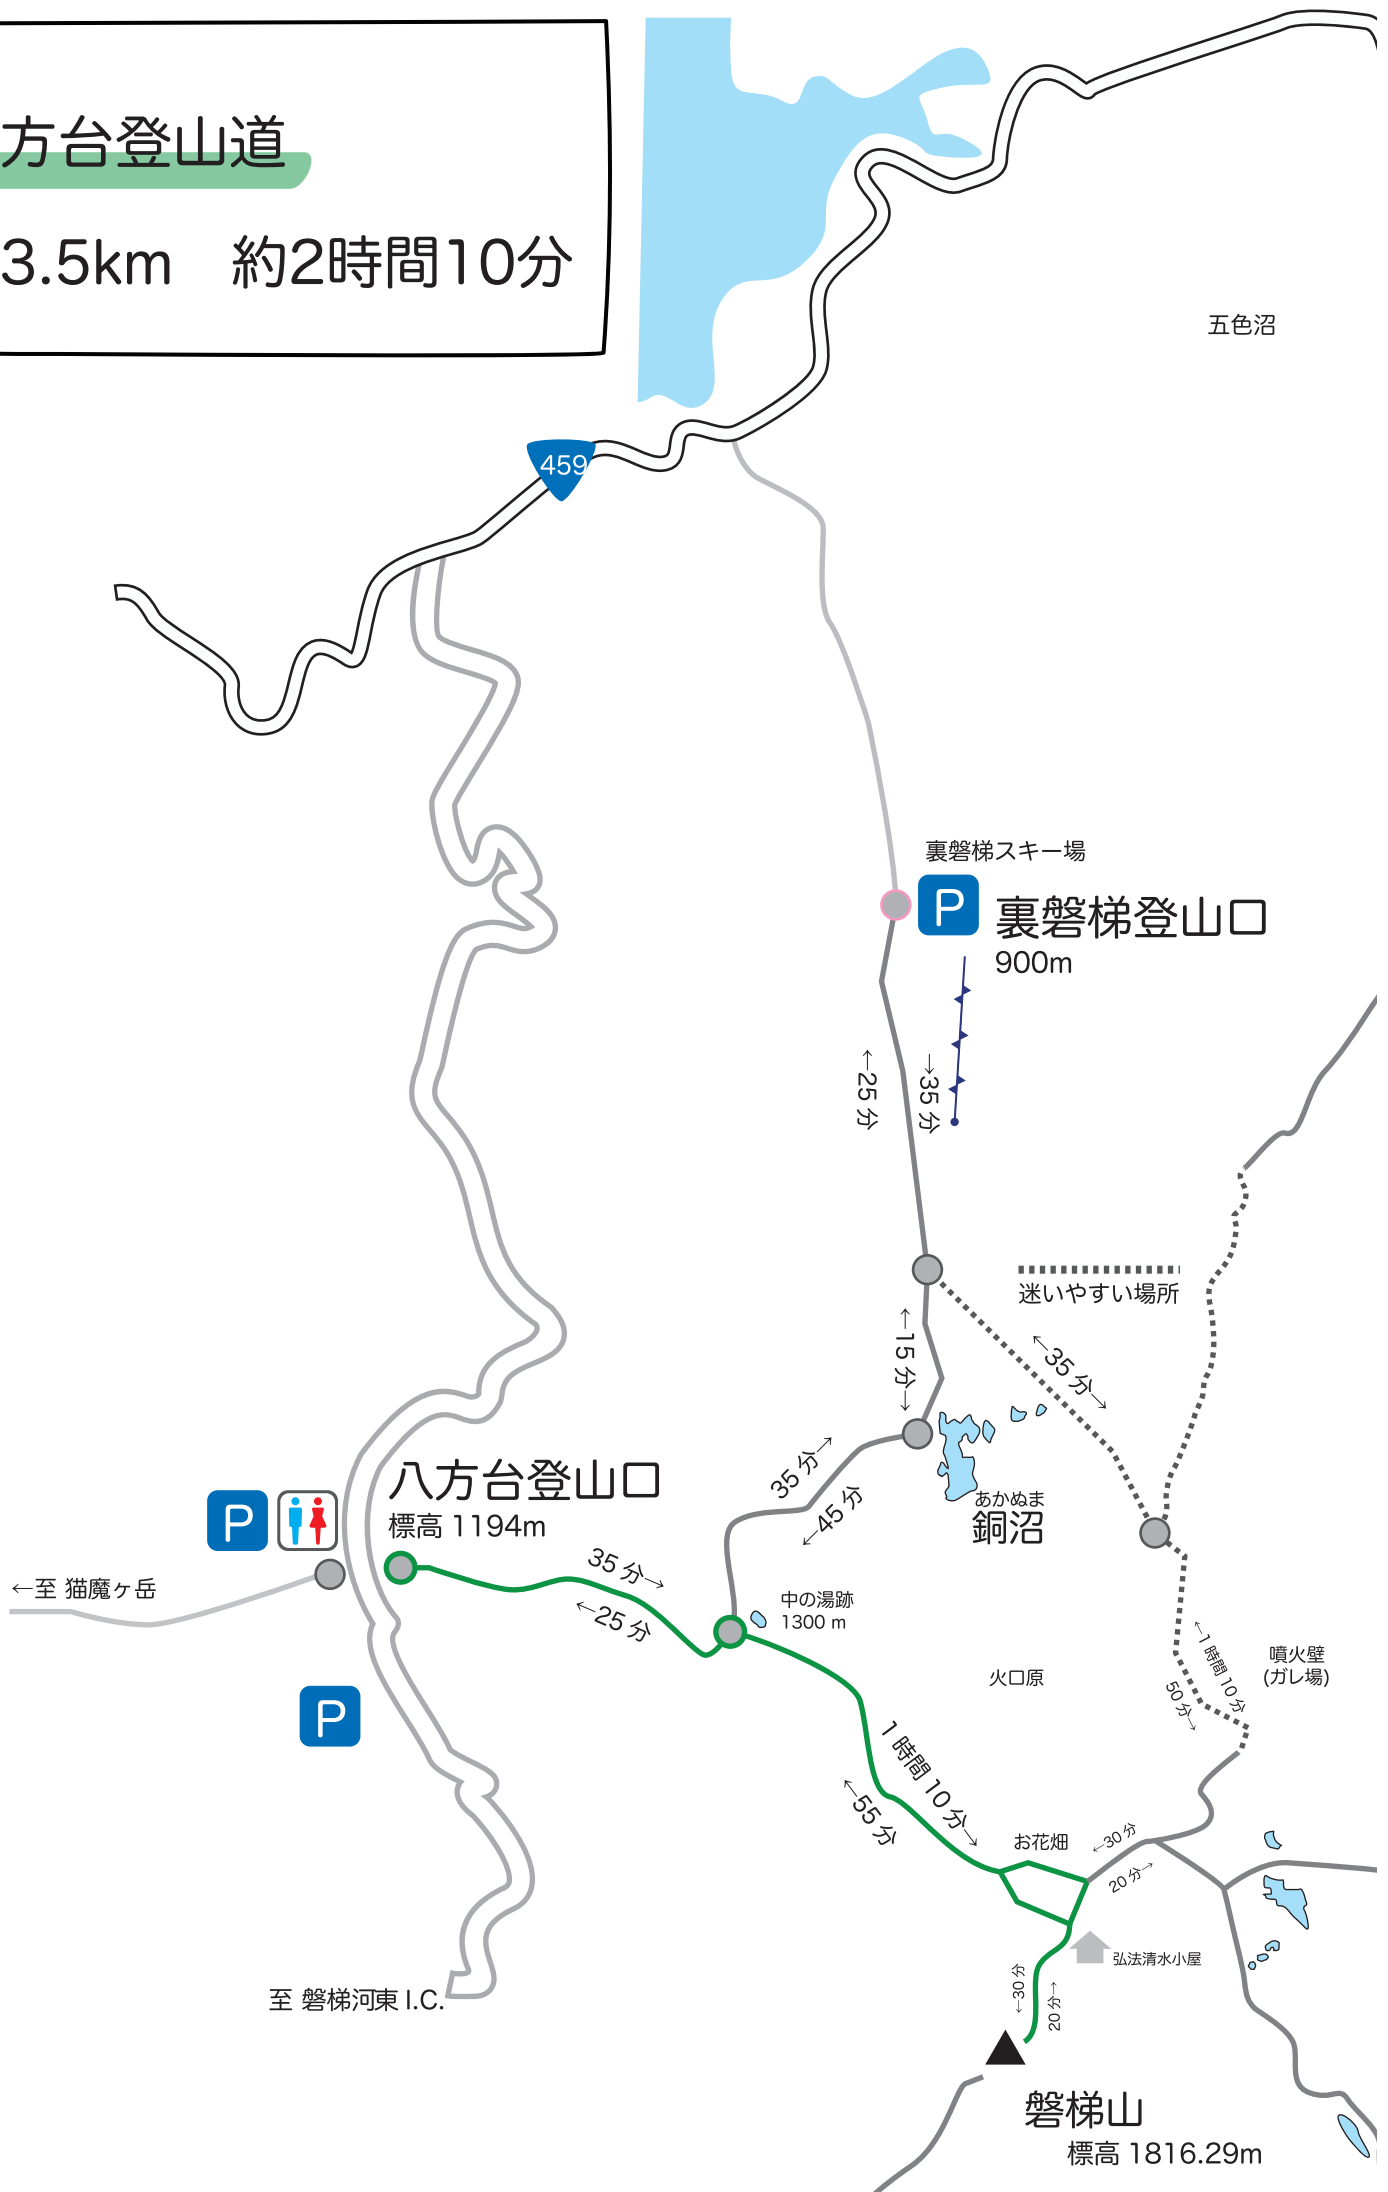 方台登山道
3.5km 約2時間10分
五色沼
459
裏磐梯スキー場
P
裏磐梯登山口
900m
←25分
→35分
迷いやすい場所
←15分→
←35分→
35分→
←45分
あかぬま
銅沼
八方台登山口
標高 1194m
P
←至 猫魔ヶ岳
35分→
←25分
中の湯跡
1300 m
P
火口原
噴火壁
(ガレ場)
←1時間10分
50分→
1時間10分→
←55分
お花畑
←30分
20分→
弘法清水小屋
←30分
20分→
至 磐梯河東 I.C.
磐梯山
標高 1816.29m